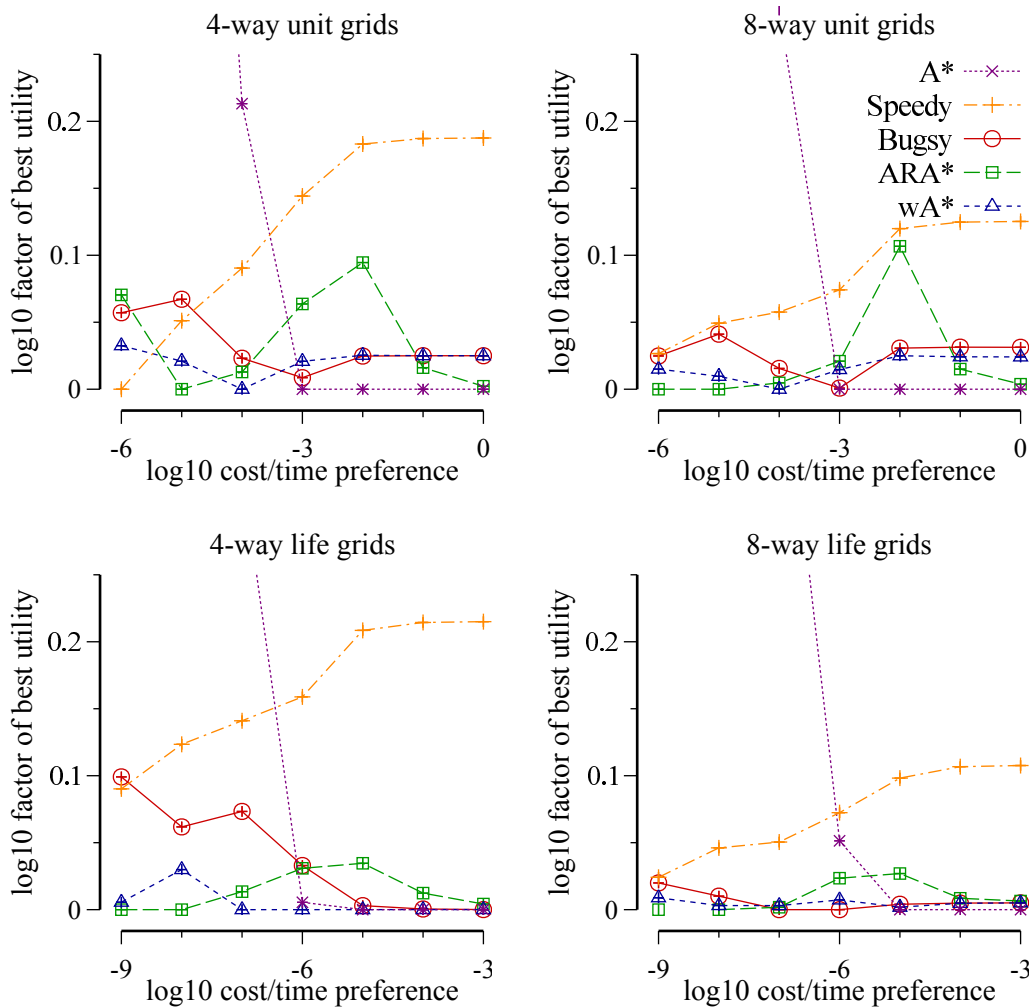 4-way unit grids
log10 factor of best utility
0.2
0.1
0
-6
-3
0
log10 cost/time preference
8-way unit grids
log10 factor of best utility
0.2
0.1
0
A*
Speedy
Bugsy
ARA*
wA*
-6
-3
0
log10 cost/time preference
4-way life grids
log10 factor of best utility
0.2
0.1
0
-9
-6
-3
log10 cost/time preference
8-way life grids
log10 factor of best utility
0.2
0.1
0
-9
-6
-3
log10 cost/time preference